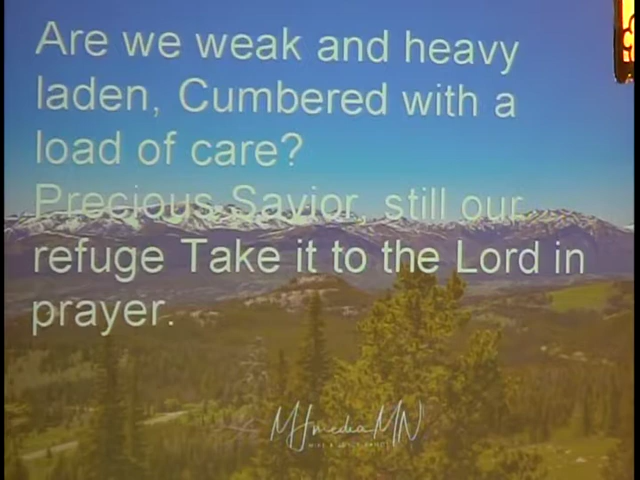 Are we weak and heavy
laden, Cumbered with a
load of care?
Precious Savior, still our
refuge Take it to the Lord in
prayer.
MJmediaMN